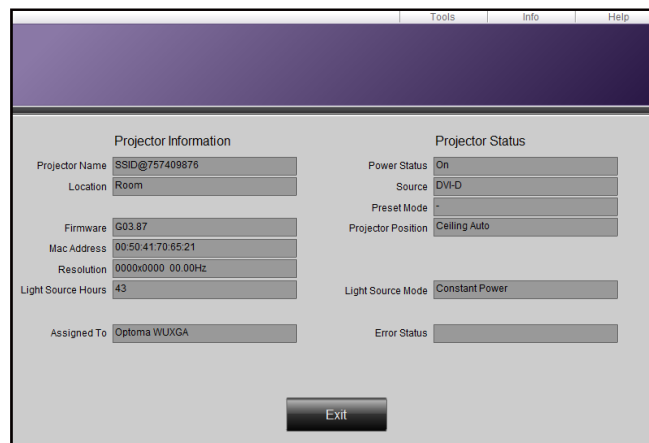 Tools Info Help
Projector Information
Projector Name SSID@757409876
Location Room
Firmware G03.87
Mac Address 00:50:41:70:65:21
Resolution 0000x0000 00.00Hz
Light Source Hours 43
Assigned To Optoma WUXGA
Projector Status
Power Status On
Source DVI-D
Preset Mode -
Projector Position Ceiling Auto
Light Source Mode Constant Power
Error Status
Exit